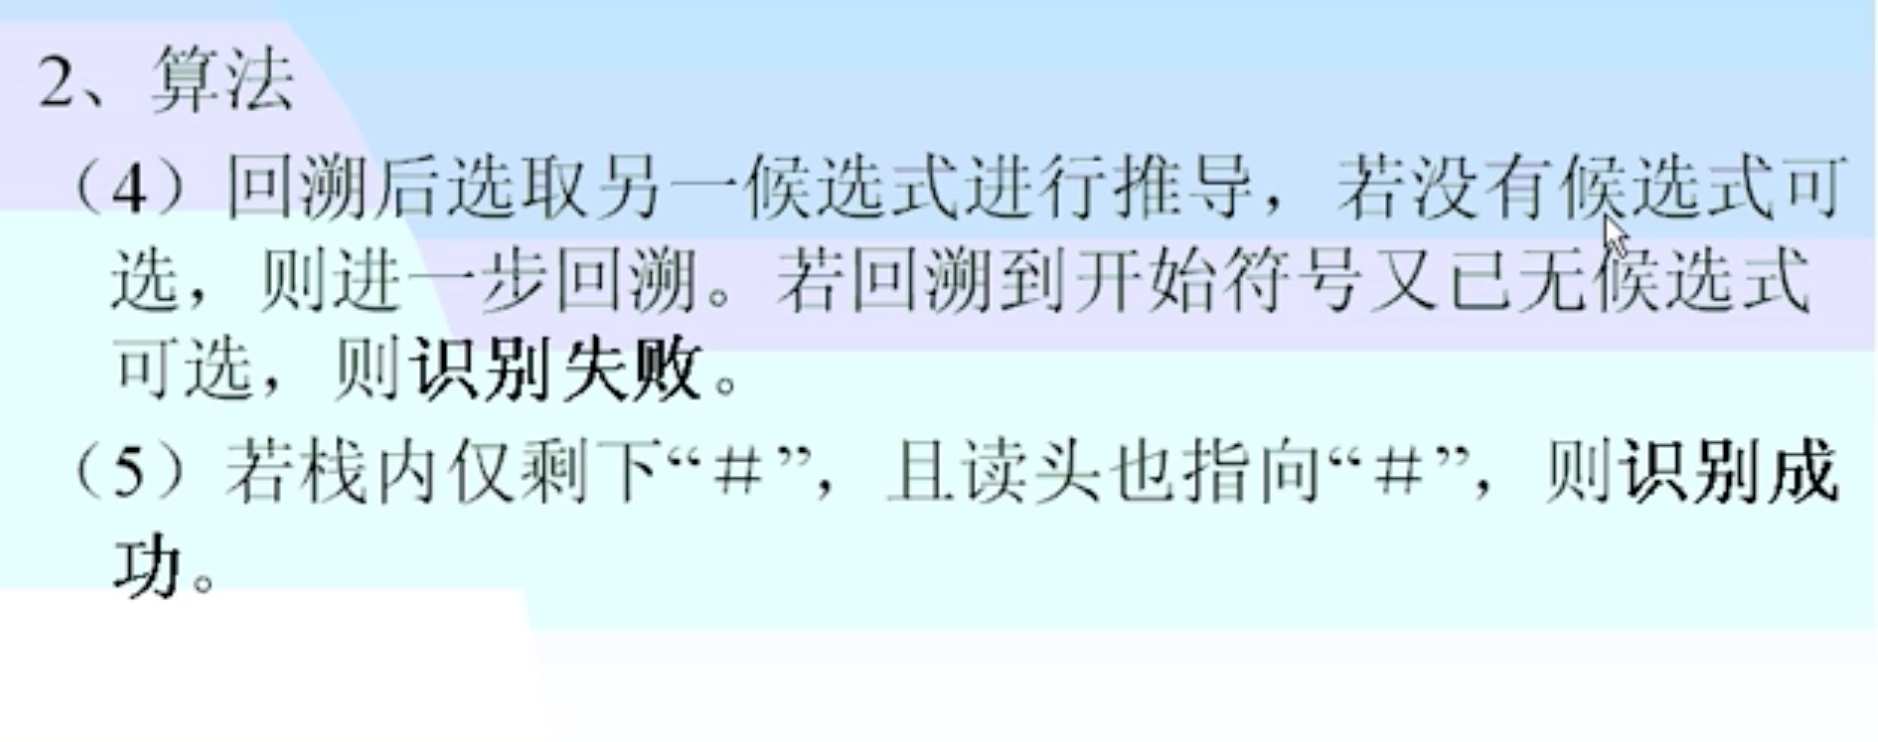 2、算法
（4）回溯后选取另一候选式进行推导，若没有候选式可
选，则进一步回溯。若回溯到开始符号又已无候选式
可选，则识别失败。
（5）若栈内仅剩下“＃”，且读头也指向“＃”，则识别成
功。